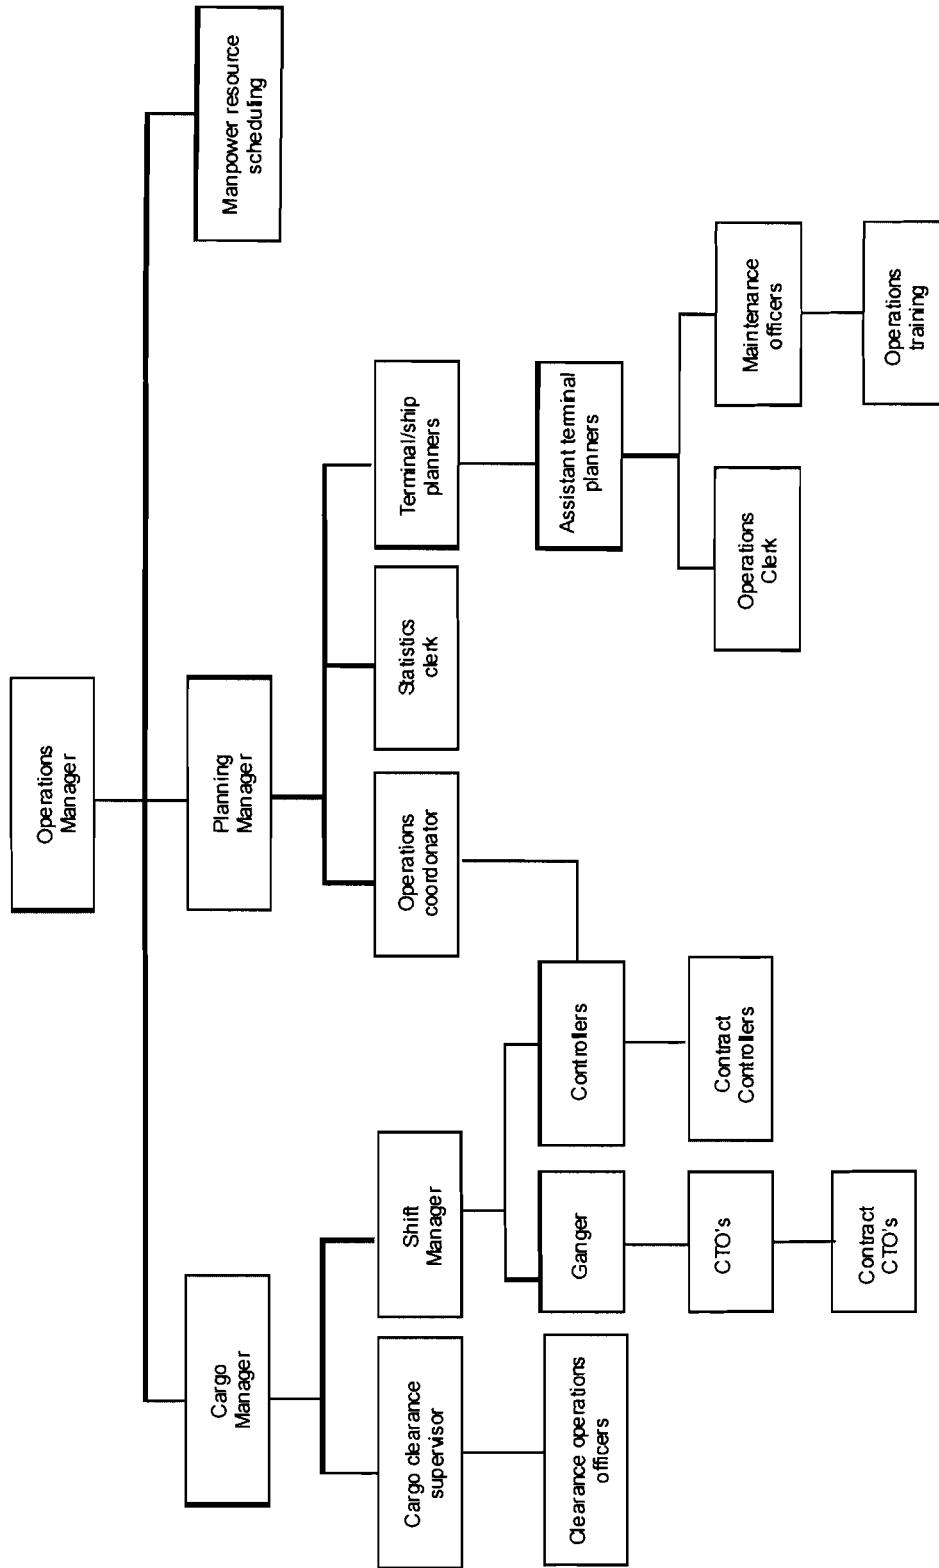 Operations
Manager
Cargo
Manager
Planning
Manager
Manpower resource
scheduling
Cargo clearance
supervisor
Shift
Manager
Operations
coordonator
Statistics
clerk
Terminal/ship
planners
Clearance operations
officers
Ganger
Controllers
Assistant terminal
planners
CTO's
Contract
Controllers
Operations
Clerk
Maintenance
officers
Contract
CTO's
Operations
training